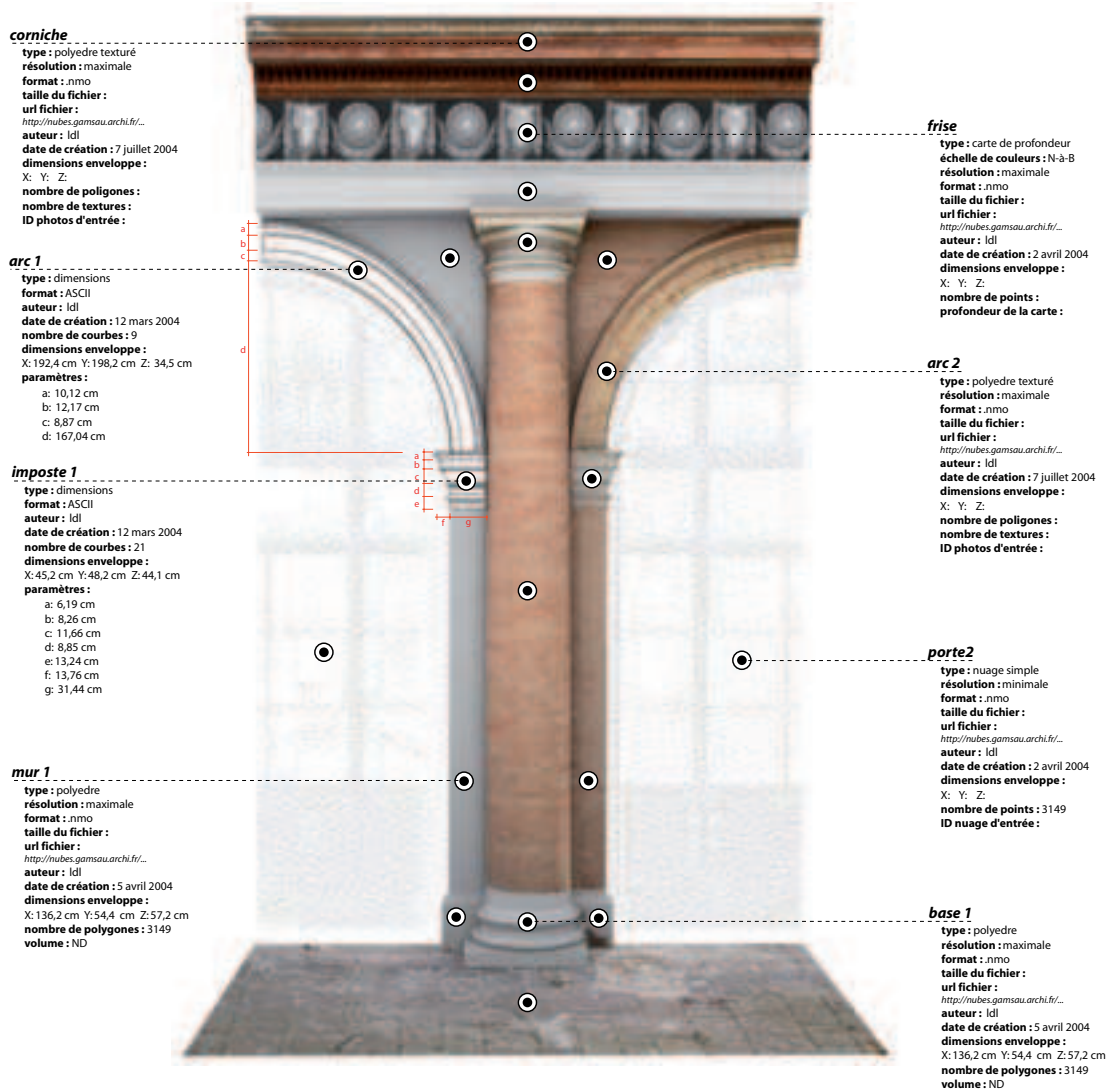 corniche
type : polyedre texturé
résolution : maximale
format : .nmo
taille du fichier :
url fichier :
http://nubes.gamsau.archi.fr/...
auteur : ldl
date de création : 7 juillet 2004
dimensions enveloppe :
X: Y: Z:
nombre de poligones :
nombre de textures :
ID photos d'entrée :
arc 1
type : dimensions
format : ASCII
auteur : ldl
date de création : 12 mars 2004
nombre de courbes : 9
dimensions enveloppe :
X: 192,4 cm Y: 198,2 cm Z: 34,5 cm
paramètres :
a: 10,12 cm
b: 12,17 cm
c: 8,87 cm
d: 167,04 cm
imposte 1
type : dimensions
format : ASCII
auteur : ldl
date de création : 12 mars 2004
nombre de courbes : 21
dimensions enveloppe :
X: 45,2 cm Y: 48,2 cm Z: 44,1 cm
paramètres :
a: 6,19 cm
b: 8,26 cm
c: 11,66 cm
d: 8,85 cm
e: 13,24 cm
f: 13,76 cm
g: 31,44 cm
mur 1
type : polyedre
résolution : maximale
format : .nmo
taille du fichier :
url fichier :
http://nubes.gamsau.archi.fr/...
auteur : ldl
date de création : 5 avril 2004
dimensions enveloppe :
X: 136,2 cm Y: 54,4 cm Z: 57,2 cm
nombre de polygones : 3149
volume : ND
a
b
c
d
a
b
c
d
e
f g
frise
type : carte de profondeur
échelle de couleurs : N-à-B
résolution : maximale
format : .nmo
taille du fichier :
url fichier :
http://nubes.gamsau.archi.fr/...
auteur : ldl
date de création : 2 avril 2004
dimensions enveloppe :
X: Y: Z:
nombre de points :
profondeur de la carte :
arc 2
type : polyedre texturé
résolution : maximale
format : .nmo
taille du fichier :
url fichier :
http://nubes.gamsau.archi.fr/...
auteur : ldl
date de création : 7 juillet 2004
dimensions enveloppe :
X: Y: Z:
nombre de poligones :
nombre de textures :
ID photos d'entrée :
porte2
type : nuage simple
résolution : minimale
format : .nmo
taille du fichier :
url fichier :
http://nubes.gamsau.archi.fr/...
auteur : ldl
date de création : 2 avril 2004
dimensions enveloppe :
X: Y: Z:
nombre de points : 3149
ID nuage d'entrée :
base 1
type : polyedre
résolution : maximale
format : .nmo
taille du fichier :
url fichier :
http://nubes.gamsau.archi.fr/...
auteur : ldl
date de création : 5 avril 2004
dimensions enveloppe :
X: 136,2 cm Y: 54,4 cm Z: 57,2 cm
nombre de polygones : 3149
volume : ND